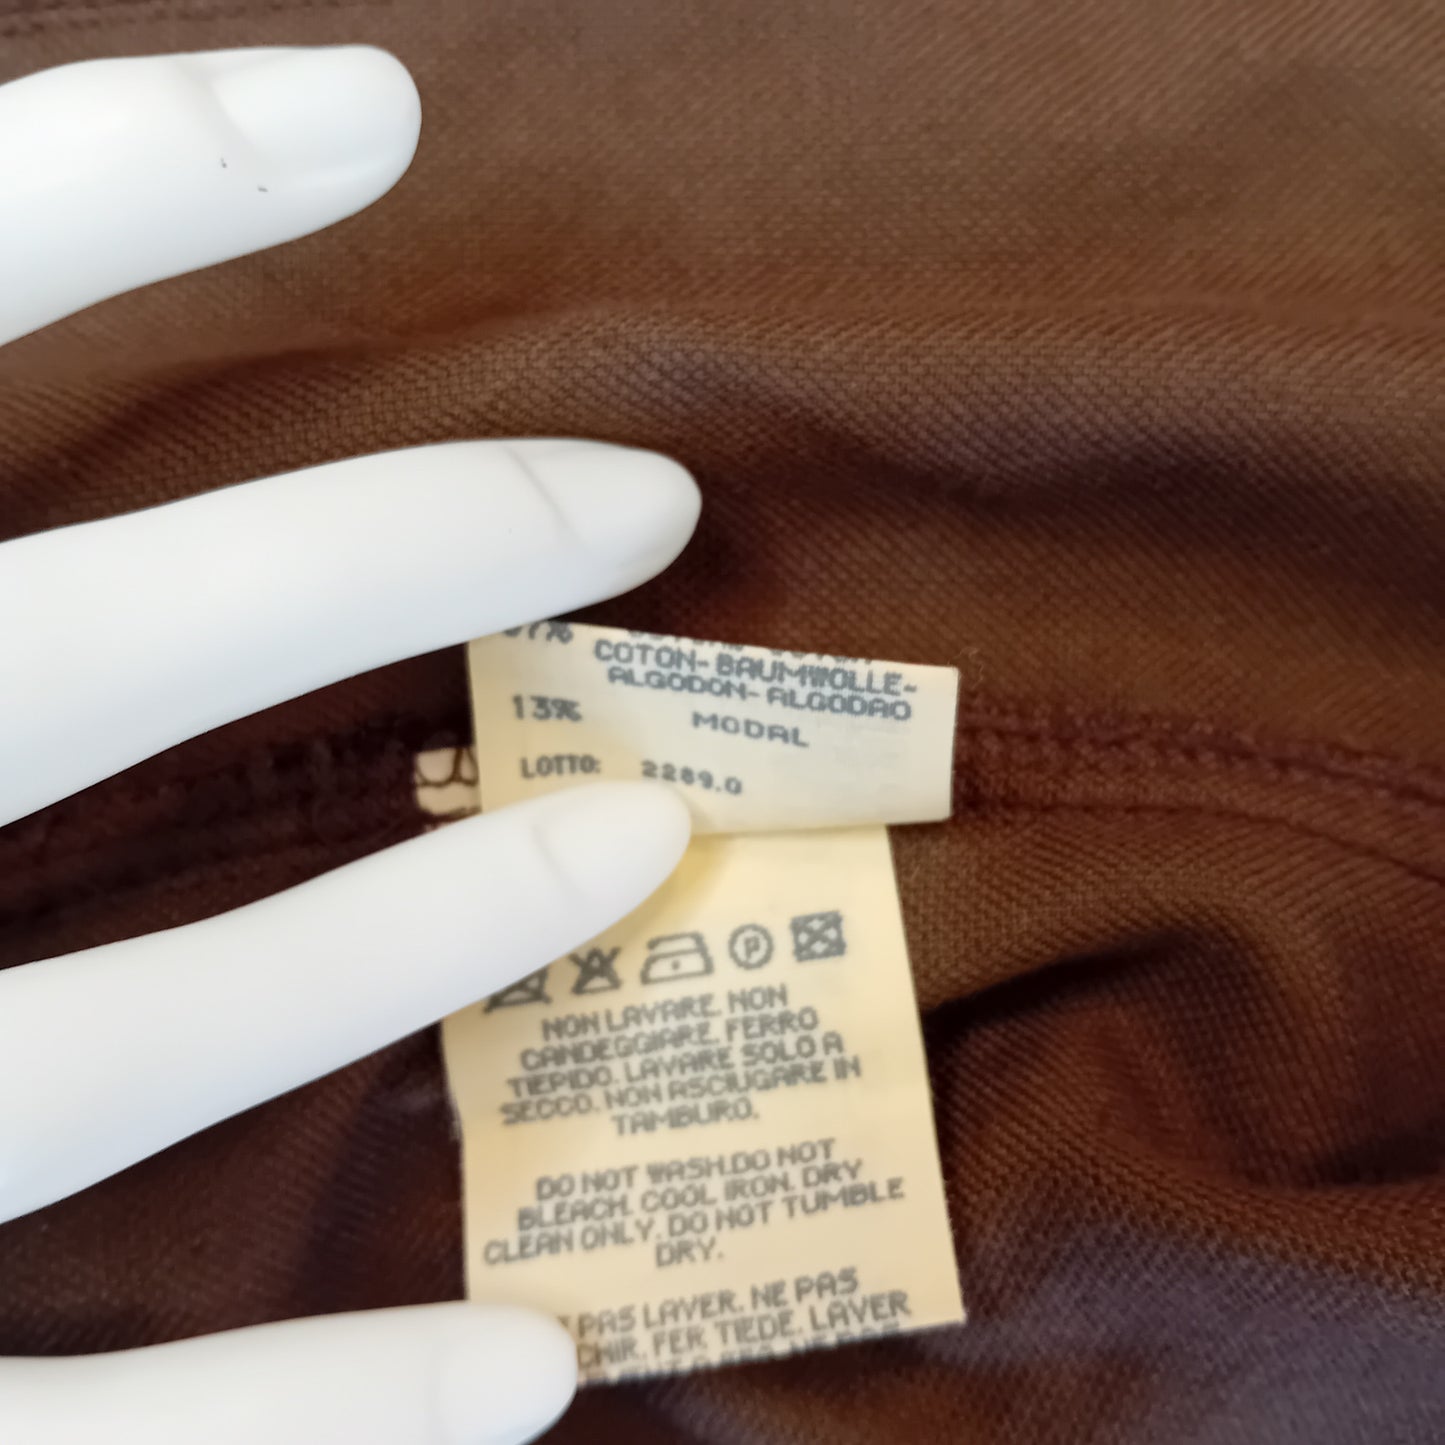 COTON-BAUMWOLLE-
ALGODON-ALGODAO
13% MODAL
LOTTO: 2289.Q
P
NON LAVARE. NON
CANDEGGIARE. FERRO
TIEPIDO. LAVARE SOLO A
SECCO. NON ASCIUGARE IN
TAMBURO.
DO NOT WASH.DO NOT
BLEACH. COOL IRON. DRY
CLEAN ONLY. DO NOT TUMBLE
DRY.
PAS LAVER. NE PAS
FER TIEDE. LAVER